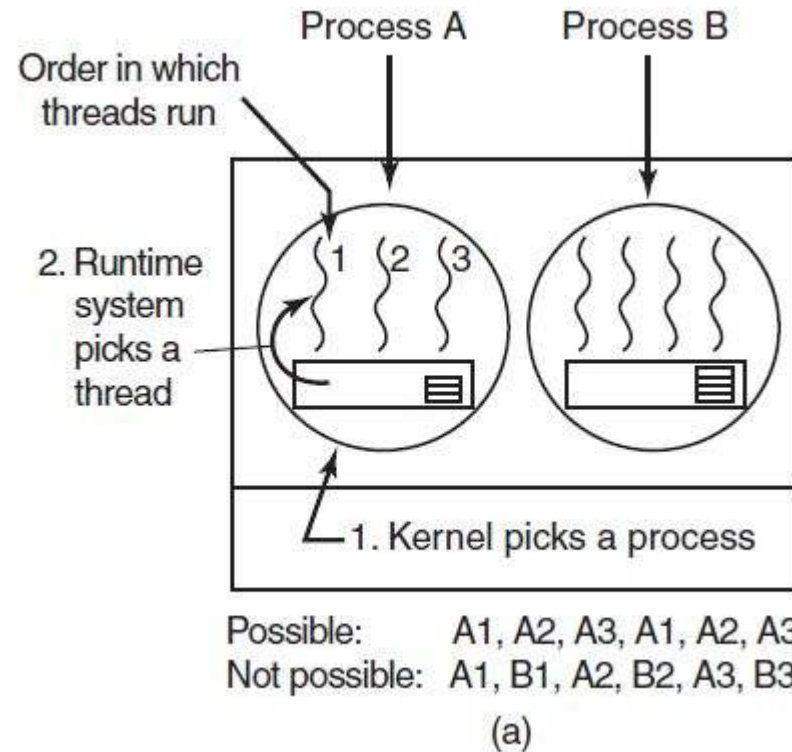 Process A
Process B
Order in which
threads run
1
2
3
2. Runtime
system
picks a
thread
1. Kernel picks a process
Possible: A1, A2, A3, A1, A2, A3
Not possible: A1, B1, A2, B2, A3, B3
(a)